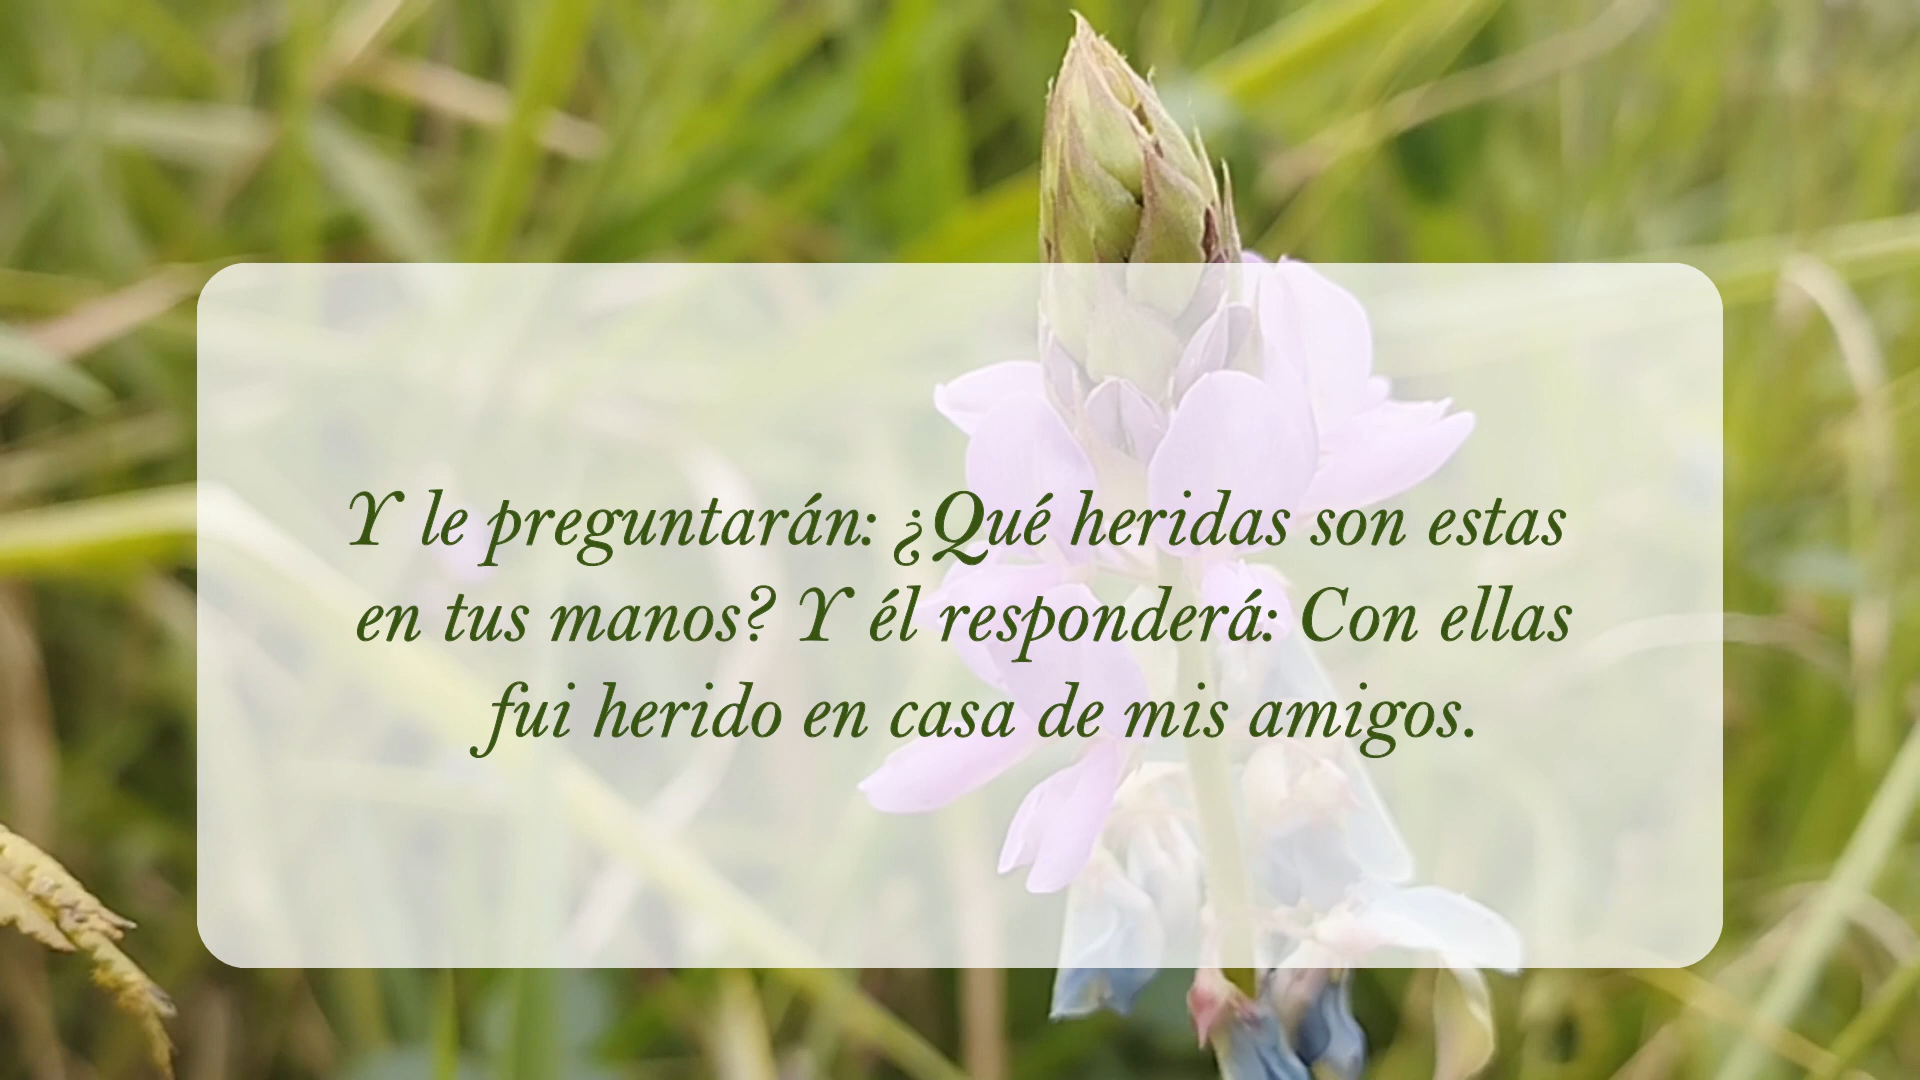 Y le preguntarán: ¿Qué heridas son estas
en tus manos? Y él responderá: Con ellas
fui herido en casa de mis amigos.